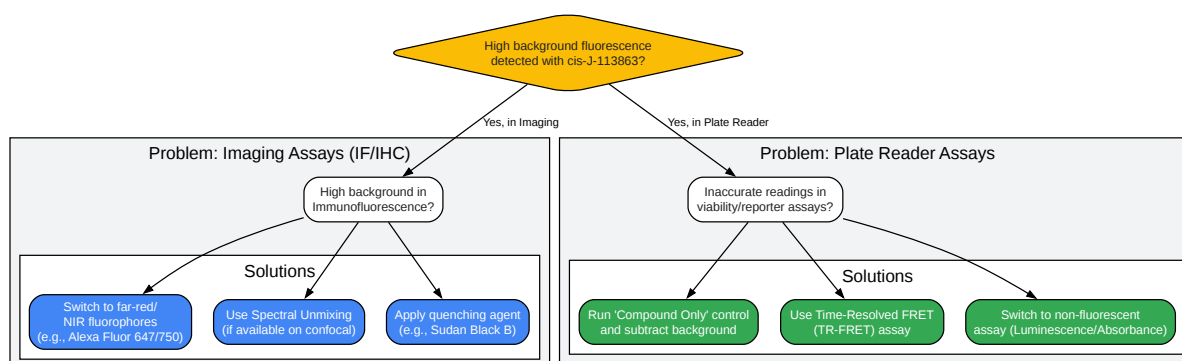 High background fluorescence
detected with cis-J-113863?
Yes, in Imaging
Yes, in Plate Reader
Problem: Imaging Assays (IF/IHC)
Problem: Plate Reader Assays
High background in
Immunofluorescence?
Inaccurate readings in
viability/reporter assays?
Solutions
Switch to far-red/
NIR fluorophores
(e.g., Alexa Fluor 647/750)
Use Spectral Unmixing
(if available on confocal)
Apply quenching agent
(e.g., Sudan Black B)
Solutions
Run 'Compound Only' control
and subtract background
Use Time-Resolved FRET
(TR-FRET) assay
Switch to non-fluorescent
assay (Luminescence/Absorbance)